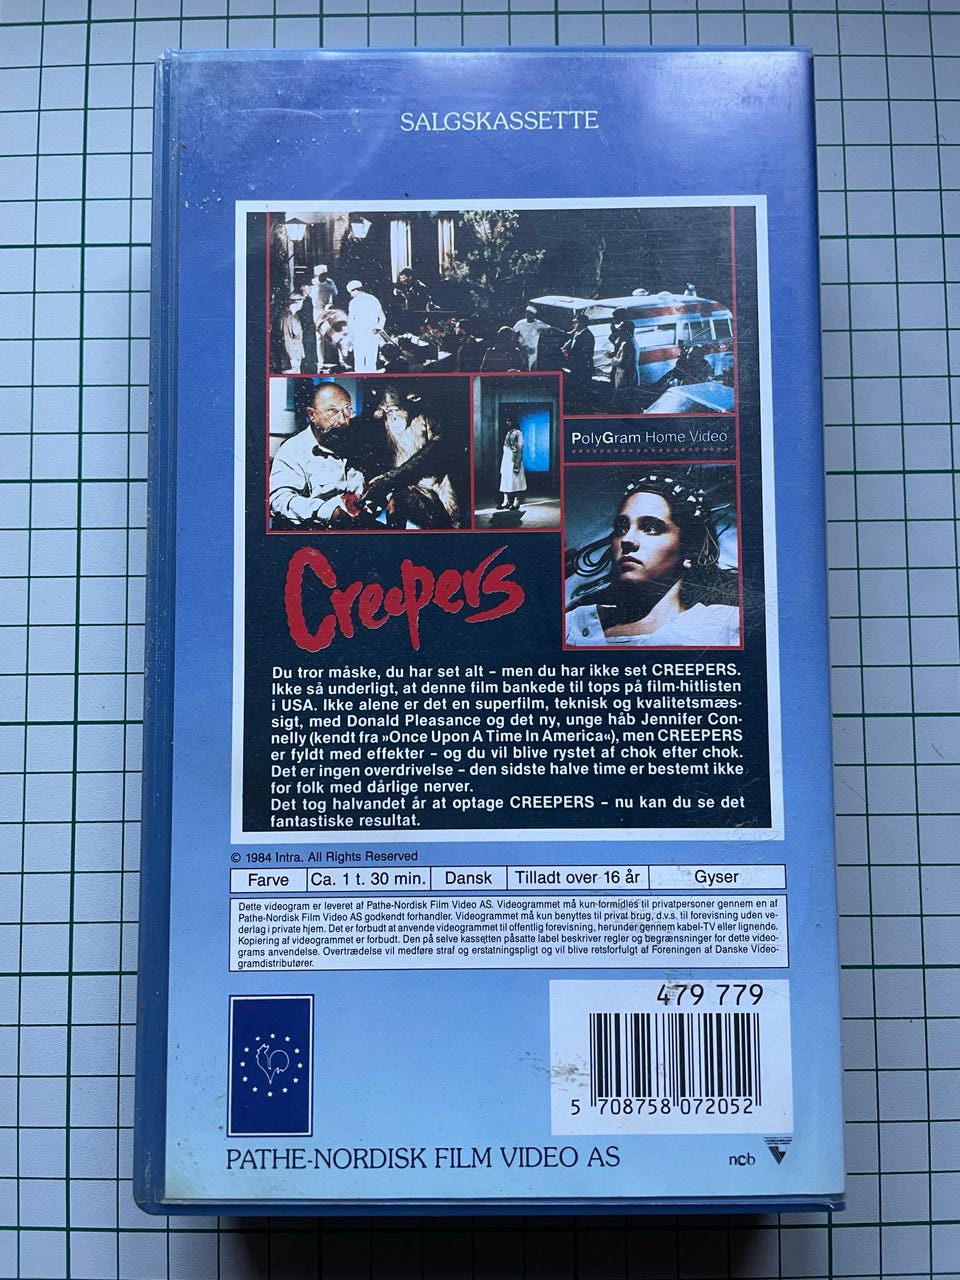 SALGSKASSETTE
PolyGram Home Video
Creepers
Du tror måske, du har set alt – men du har ikke set CREEPERS.
Ikke så underligt, at denne film bankede til tops på film-hitlisten
i USA. Ikke alene er det en superfilm, teknisk og kvalitetsmæs-
sigt, med Donald Pleasance og det ny, unge håb Jennifer Con-
nelly (kendt fra »Once Upon A Time In America«), men CREEPERS
er fyldt med effekter – og du vil blive rystet af chok efter chok.
Det er ingen overdrivelse – den sidste halve time er bestemt ikke
for folk med dårlige nerver.
Det tog halvandet år at optage CREEPERS – nu kan du se det
fantastiske resultat.
© 1984 Intra. All Rights Reserved
Farve Ca. 1 t. 30 min. Dansk Tilladt over 16 år Gyser
Dette videogram er leveret af Pathe-Nordisk Film Video AS. Videogrammet må kun formidles til privatpersoner gennem en af
Pathe-Nordisk Film Video AS godkendt forhandler. Videogrammet må kun benyttes til privat brug, d.v.s. til forevisning uden ve-
derlag i private hjem. Det er forbudt at anvende videogrammet til offentlig forevisning, herunder gennem kabel-TV eller lignende.
Kopiering af videogrammet er forbudt. Den på selve kassetten påsatte label beskriver regler og begrænsninger for dette video-
grams anvendelse. Overtrædelse vil medføre straf og erstatningspligt og vil blive retsforfulgt af Foreningen af Danske Video-
gramdistributører.
479 779
5 708758 072052
PATHE-NORDISK FILM VIDEO AS
ncb